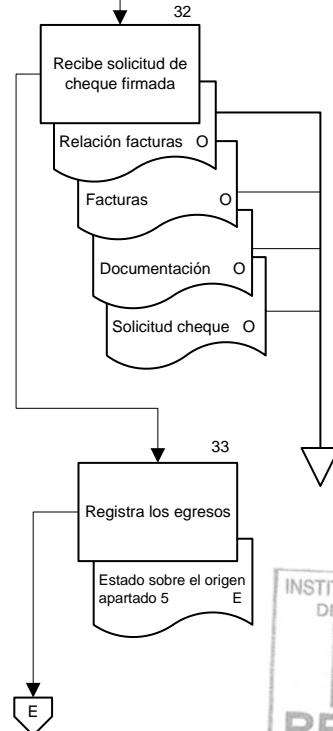 32
Recibe solicitud de
cheque firmada
Relación facturas O
Facturas O
Documentación O
Solicitud cheque O
33
Registra los egresos
Estado sobre el origen
apartado 5 E
E